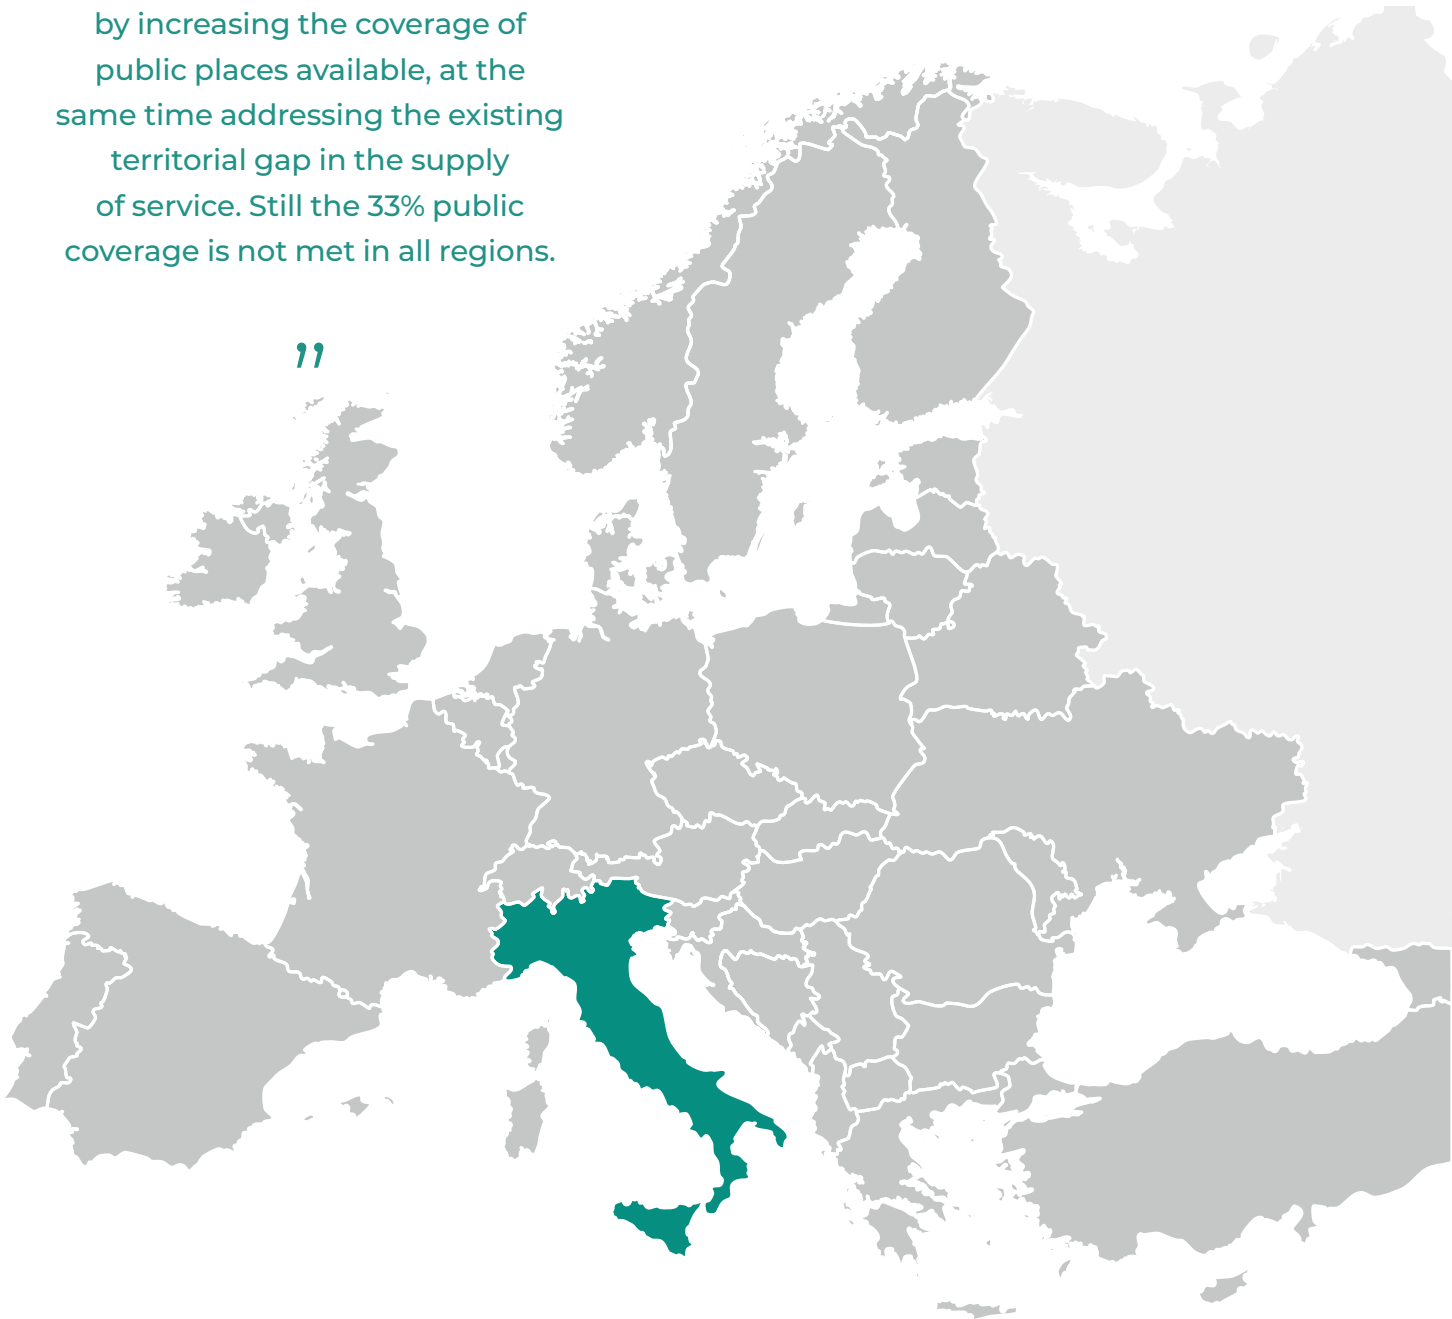 by increasing the coverage of
public places available, at the
same time addressing the existing
territorial gap in the supply
of service. Still the 33% public
coverage is not met in all regions.
”